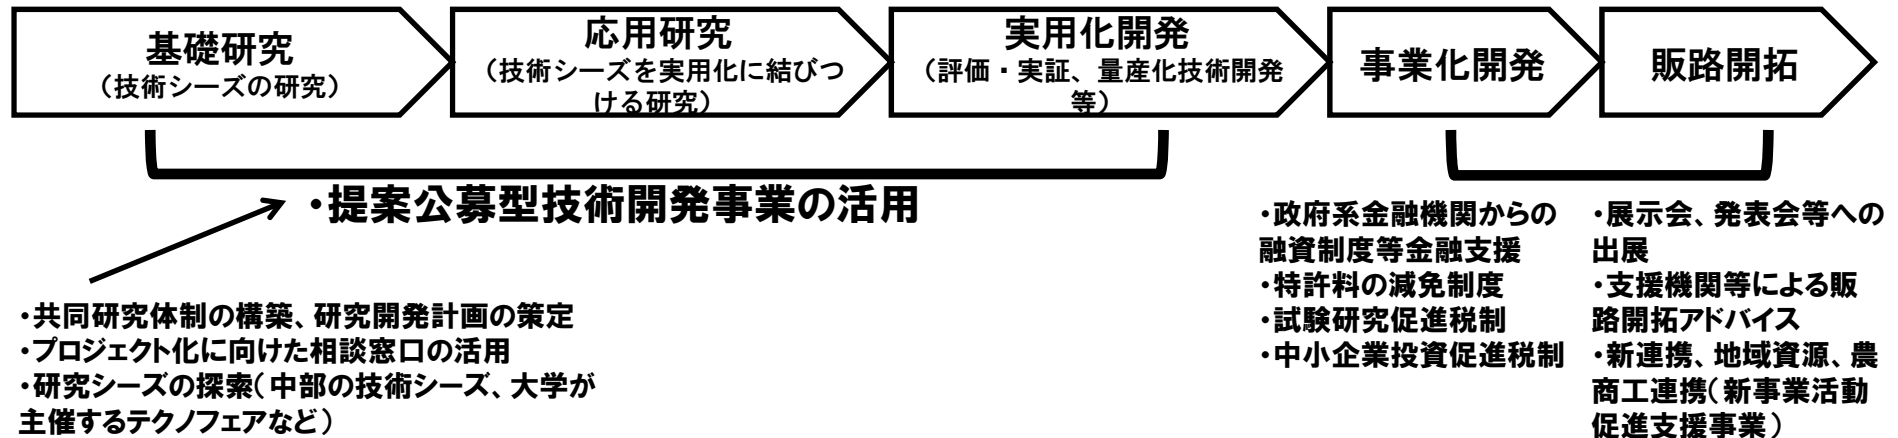 基礎研究
（技術シーズの研究）
応用研究
（技術シーズを実用化に結びつ
ける研究）
実用化開発
（評価・実証、量産化技術開発
等）
事業化開発
販路開拓
・提案公募型技術開発事業の活用
・共同研究体制の構築、研究開発計画の策定
・プロジェクト化に向けた相談窓口の活用
・研究シーズの探索（中部の技術シーズ、大学が
主催するテクノフェアなど）
・政府系金融機関からの
融資制度等金融支援
・特許料の減免制度
・試験研究促進税制
・中小企業投資促進税制
・展示会、発表会等への
出展
・支援機関等による販
路開拓アドバイス
・新連携、地域資源、農
商工連携（新事業活動
促進支援事業）